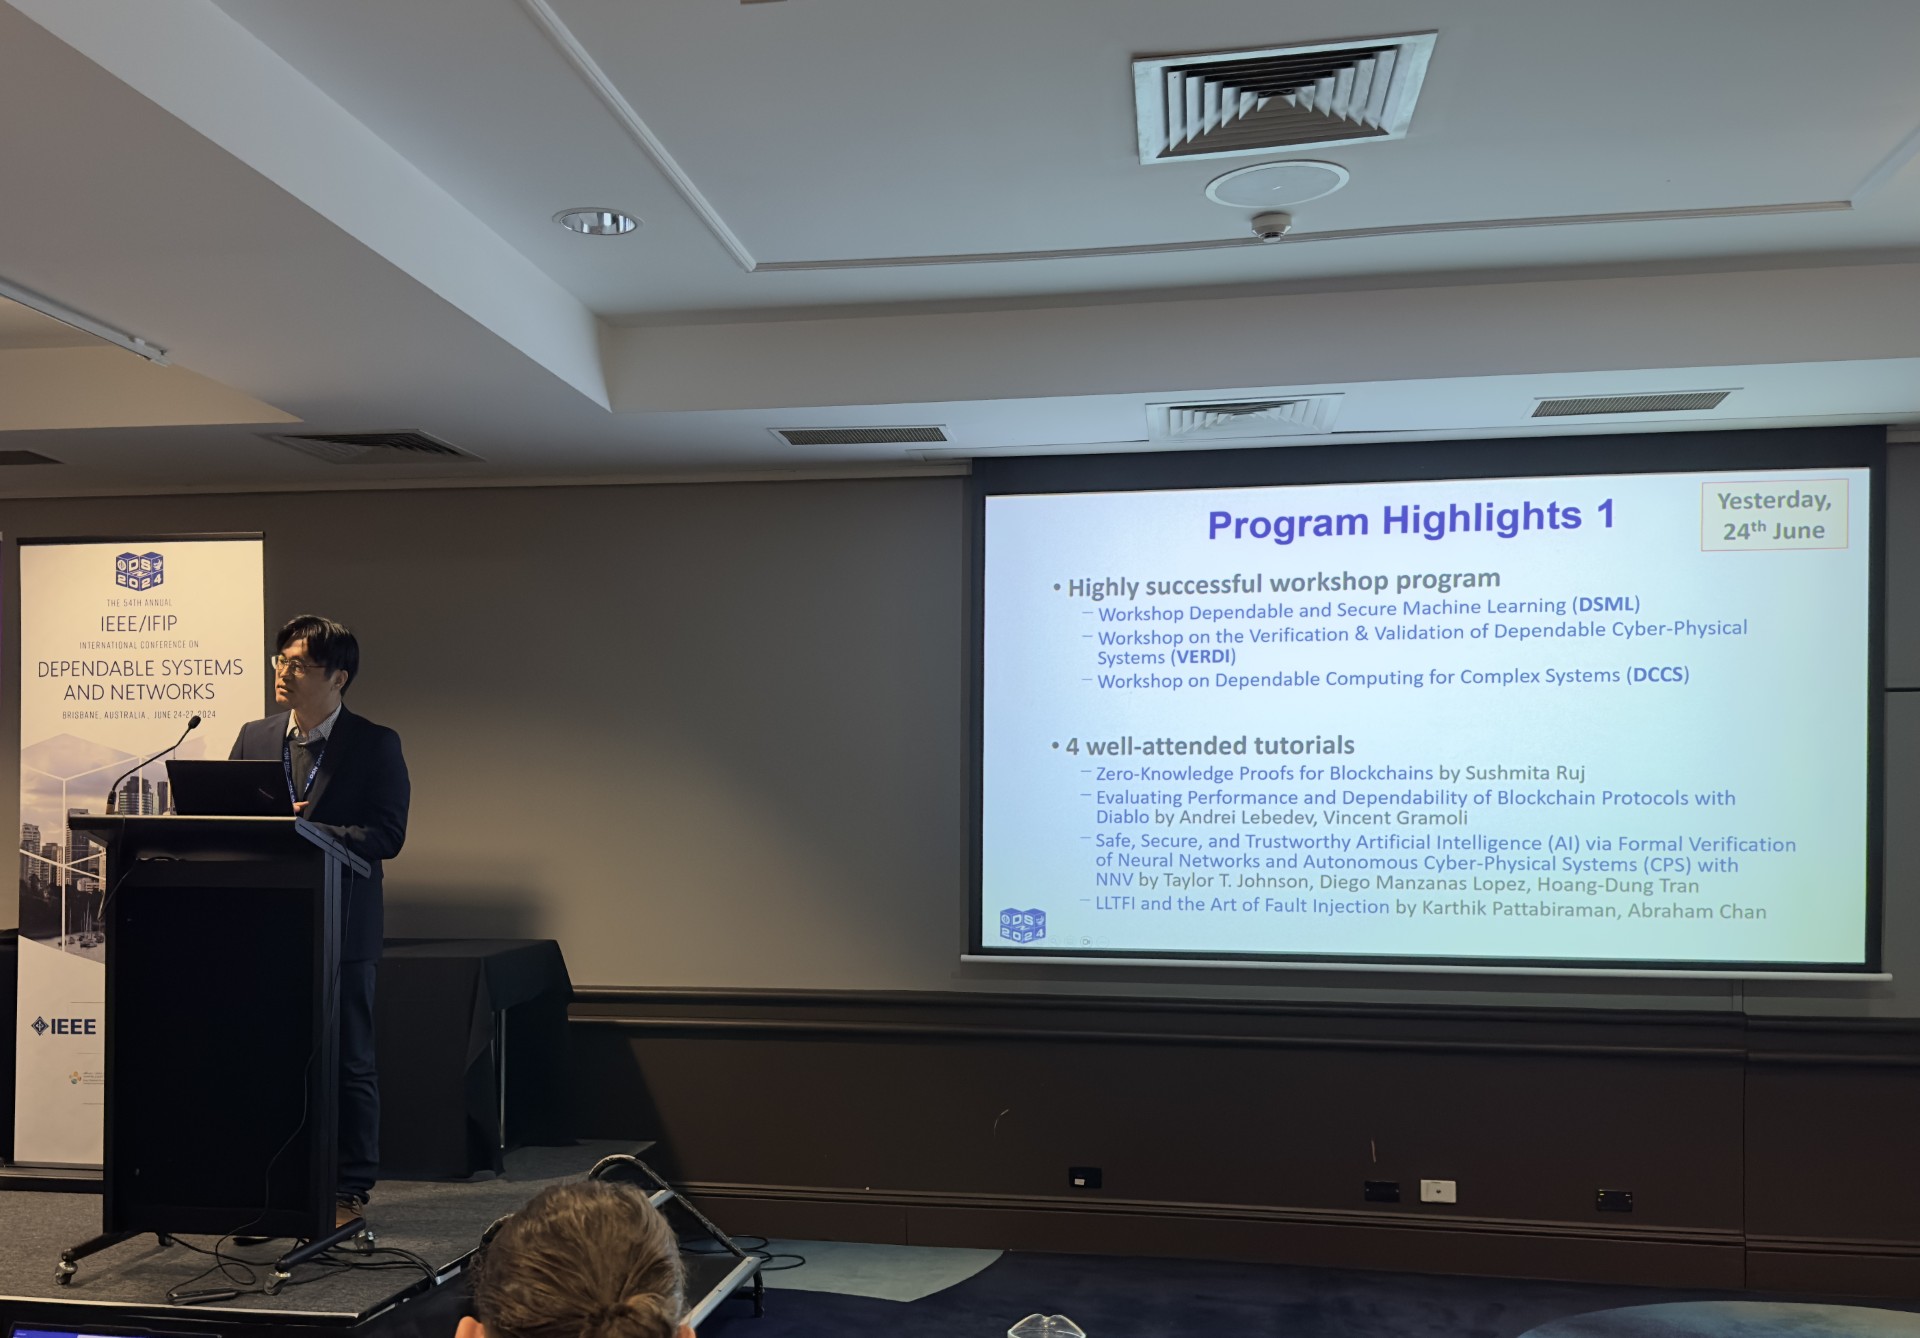 DSN
2024
THE 54TH ANNUAL
IEEE/IFIP
INTERNATIONAL CONFERENCE ON
DEPENDABLE SYSTEMS
AND NETWORKS
BRISBANE, AUSTRALIA, JUNE 24-27 2024
IEEE
Program Highlights 1
Yesterday,
24th June
• Highly successful workshop program
– Workshop Dependable and Secure Machine Learning (DSML)
– Workshop on the Verification & Validation of Dependable Cyber-Physical
Systems (VERDI)
– Workshop on Dependable Computing for Complex Systems (DCCS)
• 4 well-attended tutorials
– Zero-Knowledge Proofs for Blockchains by Sushmita Ruj
– Evaluating Performance and Dependability of Blockchain Protocols with
Diablo by Andrei Lebedev, Vincent Gramoli
– Safe, Secure, and Trustworthy Artificial Intelligence (AI) via Formal Verification
of Neural Networks and Autonomous Cyber-Physical Systems (CPS) with
NNV by Taylor T. Johnson, Diego Manzanas Lopez, Hoang-Dung Tran
– LLTFI and the Art of Fault Injection by Karthik Pattabiraman, Abraham Chan
DSN
2024